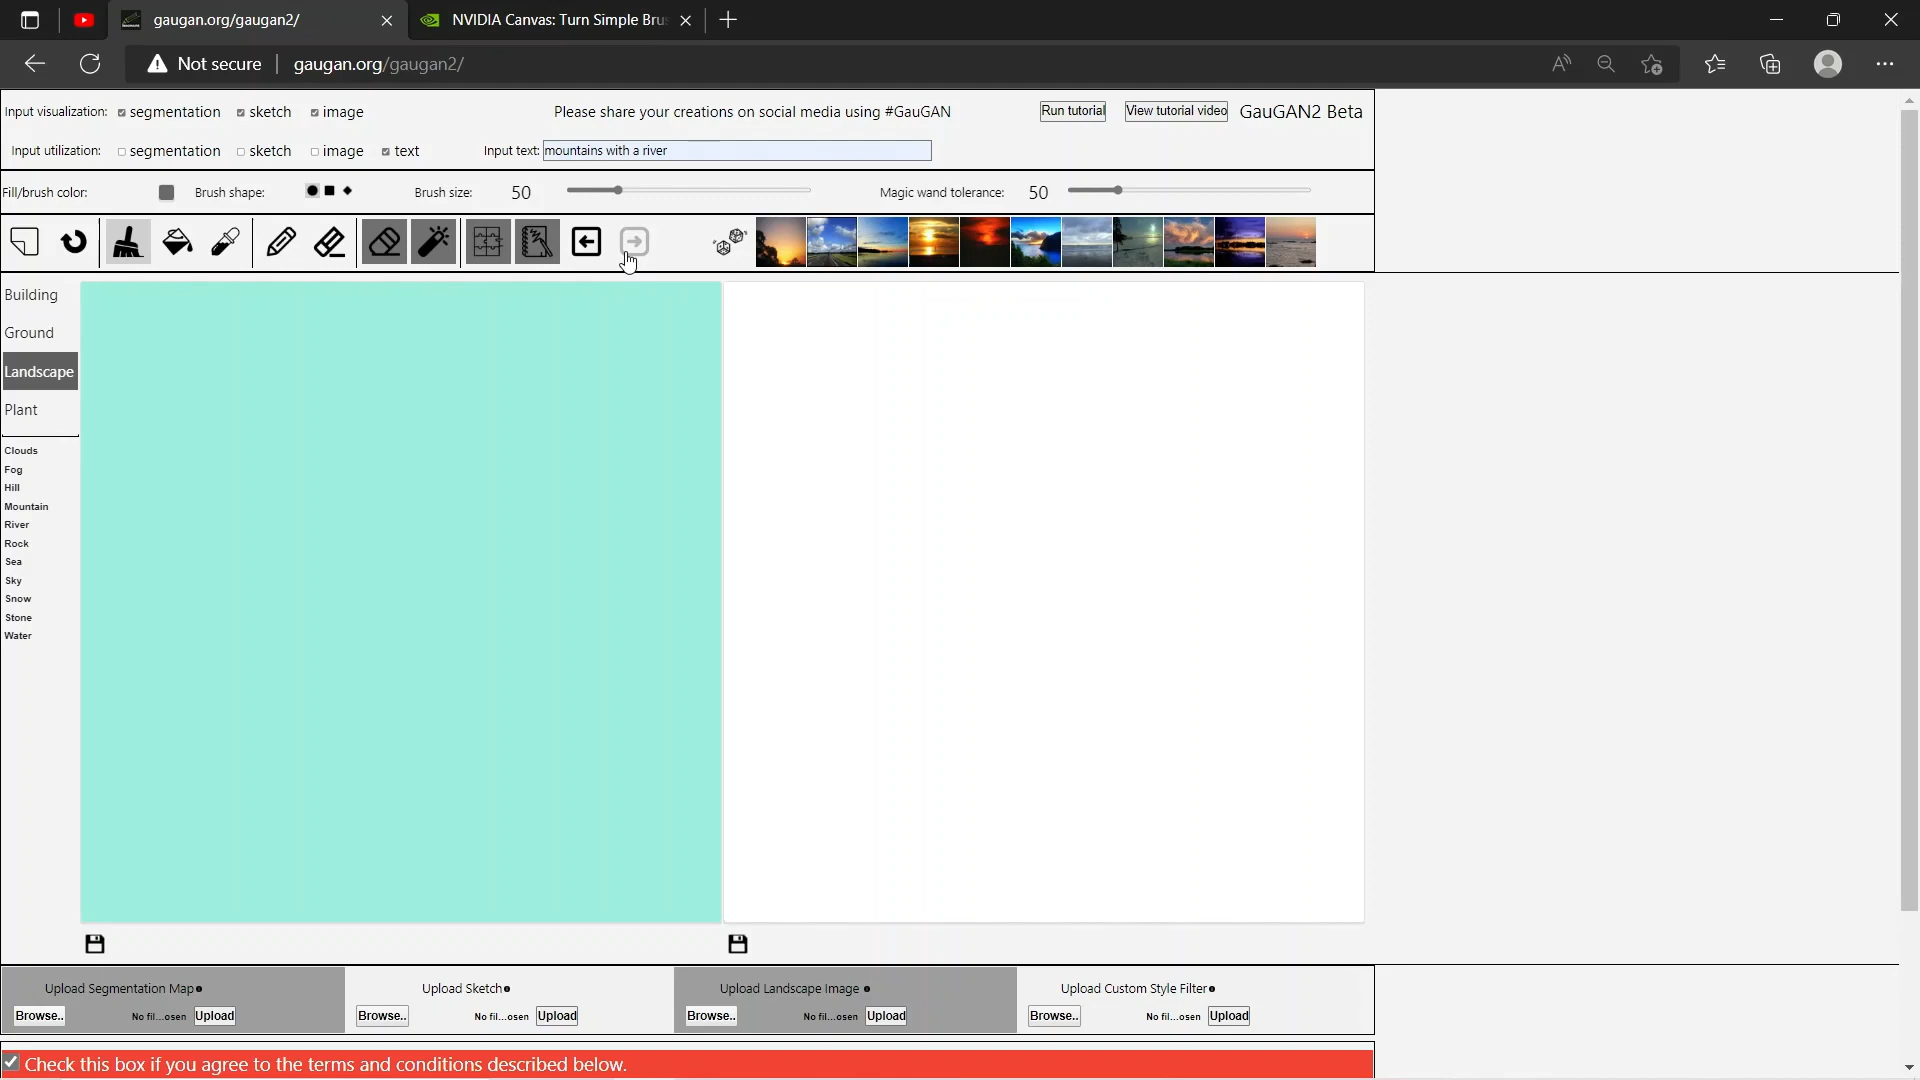 gaugan.org/gaugan2/
NVIDIA Canvas: Turn Simple Bru
Not secure
gaugan.org/gaugan2/
Input visualization: segmentation sketch image
Please share your creations on social media using #GauGAN
Run tutorial
View tutorial video
GauGAN2 Beta
Input utilization: segmentation sketch image text
Input text: mountains with a river
Fill/brush color:
Brush shape:
Brush size: 50
Magic wand tolerance: 50
Building
Ground
Landscape
Plant
Clouds
Fog
Hill
Mountain
River
Rock
Sea
Sky
Snow
Stone
Water
Upload Segmentation Map
Browse.. No fil...osen Upload
Upload Sketch
Browse.. No fil...osen Upload
Upload Landscape Image
Browse.. No fil...osen Upload
Upload Custom Style Filter
Browse.. No fil...osen Upload
Check this box if you agree to the terms and conditions described below.